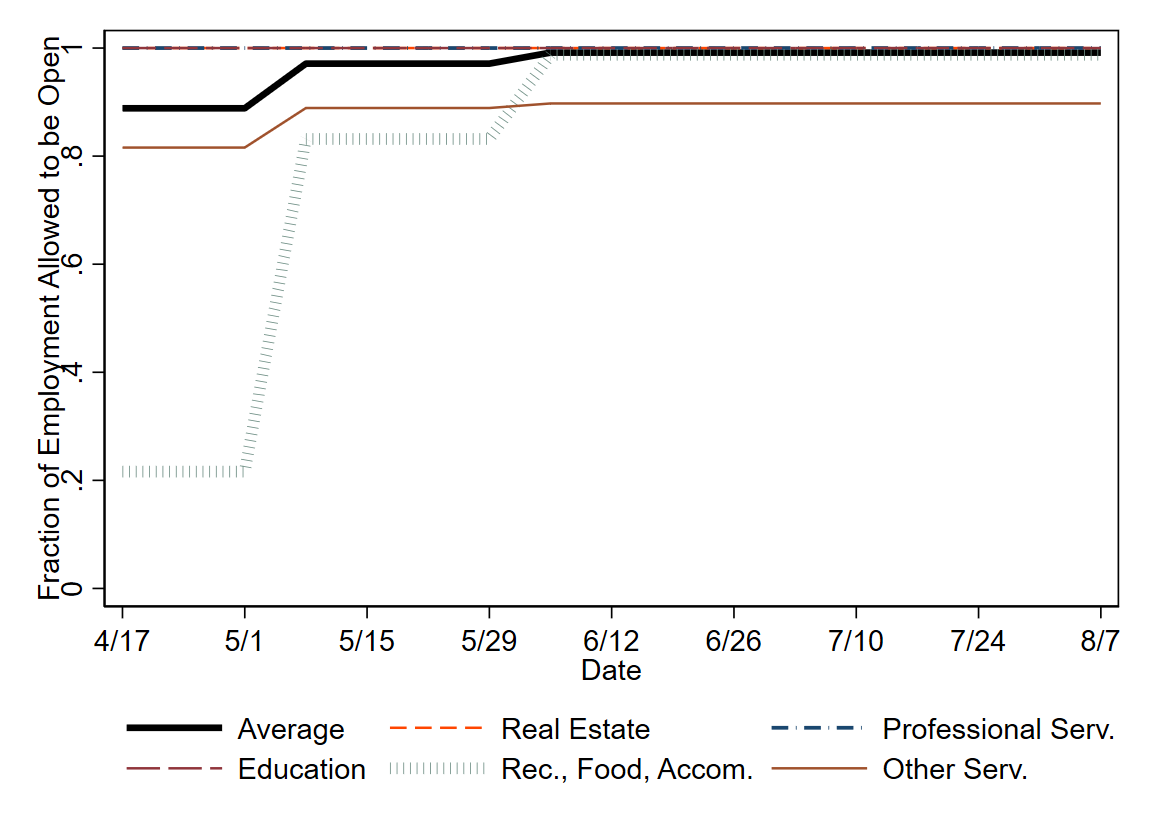 Fraction of Employment Allowed to be Open
1
.8
.6
.4
.2
0
4/17 5/1 5/15 5/29 6/12 6/26 7/10 7/24 8/7
Date
Average Real Estate Professional Serv.
Education Rec., Food, Accom. Other Serv.